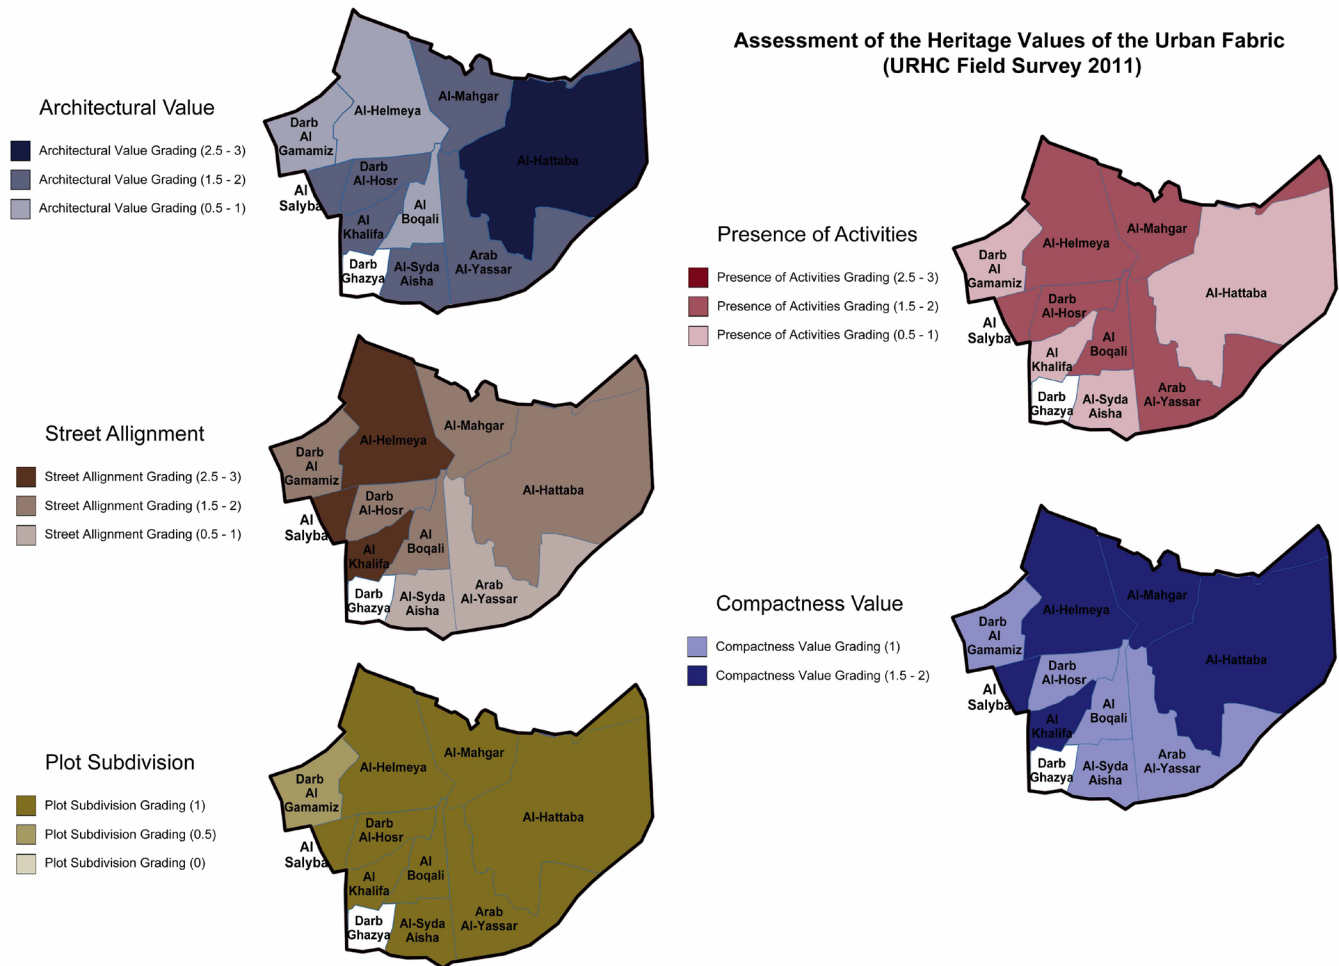 Assessment of the Heritage Values of the Urban Fabric
(URHC Field Survey 2011)
Architectural Value
Architectural Value Grading (2.5 - 3)
Architectural Value Grading (1.5 - 2)
Architectural Value Grading (0.5 - 1)
Al-Mahgar
Al-Helmeya
Darb
Al
Gamamiz
Al-Hattaba
Darb
Al-Hosr
Al
Salyba
Al
Boqali
Al
Khalifa
Darb
Ghazya
Al-Syda
Aisha
Arab
Al-Yassar
Street Allignment
Street Allignment Grading (2.5 - 3)
Street Allignment Grading (1.5 - 2)
Street Allignment Grading (0.5 - 1)
Al-Mahgar
Al-Helmeya
Darb
Al
Gamamiz
Al-Hattaba
Darb
Al-Hosr
Al
Salyba
Al
Boqali
Al
Khalifa
Darb
Ghazya
Al-Syda
Aisha
Arab
Al-Yassar
Plot Subdivision
Plot Subdivision Grading (1)
Plot Subdivision Grading (0.5)
Plot Subdivision Grading (0)
Al-Mahgar
Al-Helmeya
Darb
Al
Gamamiz
Al-Hattaba
Darb
Al-Hosr
Al
Salyba
Al
Boqali
Al
Khalifa
Darb
Ghazya
Al-Syda
Aisha
Arab
Al-Yassar
Presence of Activities
Presence of Activities Grading (2.5 - 3)
Presence of Activities Grading (1.5 - 2)
Presence of Activities Grading (0.5 - 1)
Al-Mahgar
Al-Helmeya
Darb
Al
Gamamiz
Al-Hattaba
Darb
Al-Hosr
Al
Salyba
Al
Boqali
Al
Khalifa
Darb
Ghazya
Al-Syda
Aisha
Arab
Al-Yassar
Compactness Value
Compactness Value Grading (1)
Compactness Value Grading (1.5 - 2)
Al-Mahgar
Al-Helmeya
Darb
Al
Gamamiz
Al-Hattaba
Darb
Al-Hosr
Al
Salyba
Al
Boqali
Al
Khalifa
Darb
Ghazya
Al-Syda
Aisha
Arab
Al-Yassar